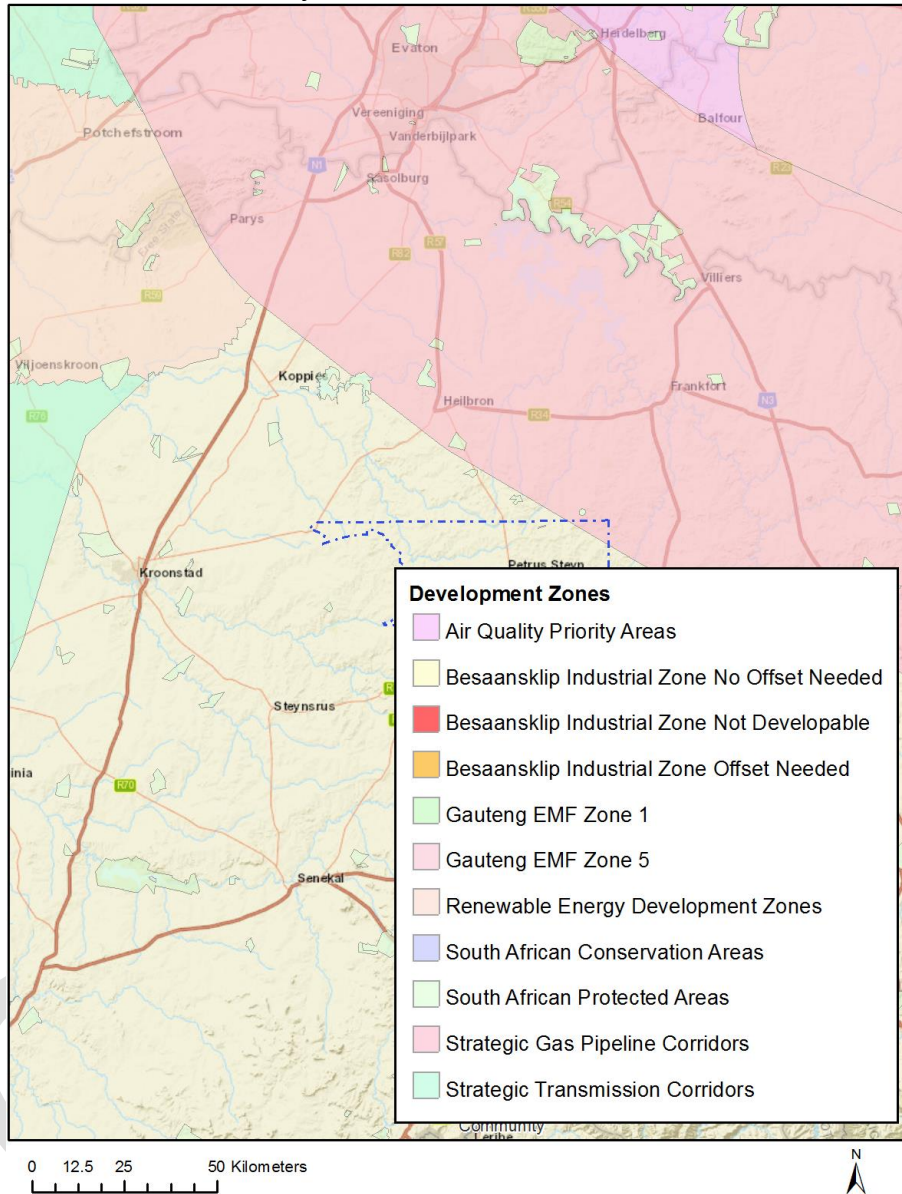 Heidelberg
Evaton
Balfour
Vereeniging
Potchefstroom
Vanderbijlpark
N1
Sasolburg
R25
R54
Parys
R57
R82
Villiers
R59
Viljoenskroon
Koppies
Frankfort
Heilbron
N3
R34
R76
Petrus Steyn
Kroonstad
Steynsrus
inia
R70
Senekal
Development Zones
Air Quality Priority Areas
Besaansklip Industrial Zone No Offset Needed
Besaansklip Industrial Zone Not Developable
Besaansklip Industrial Zone Offset Needed
Gauteng EMF Zone 1
Gauteng EMF Zone 5
Renewable Energy Development Zones
South African Conservation Areas
South African Protected Areas
Strategic Gas Pipeline Corridors
Strategic Transmission Corridors
Community
0 12.5 25 50 Kilometers
N